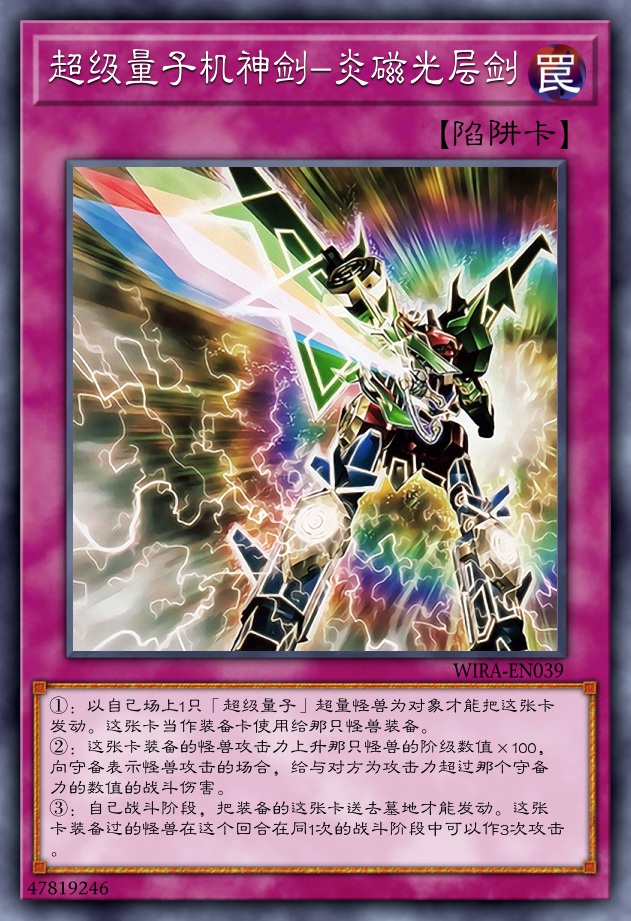 超级量子机神剑-炎磁光层剑
罠
【陷阱卡】
WIRA-EN039
①：以自己场上1只「超级量子」超量怪兽为对象才能把这张卡
发动。这张卡当作装备卡使用给那只怪兽装备。
②：这张卡装备的怪兽攻击力上升那只怪兽的阶级数值×100，
向守备表示怪兽攻击的场合，给与对方为攻击力超过那个守备
力的数值的战斗伤害。
③：自己战斗阶段，把装备的这张卡送去墓地才能发动。这张
卡装备过的怪兽在这个回合在同1次的战斗阶段中可以作3次攻击
。
47819246